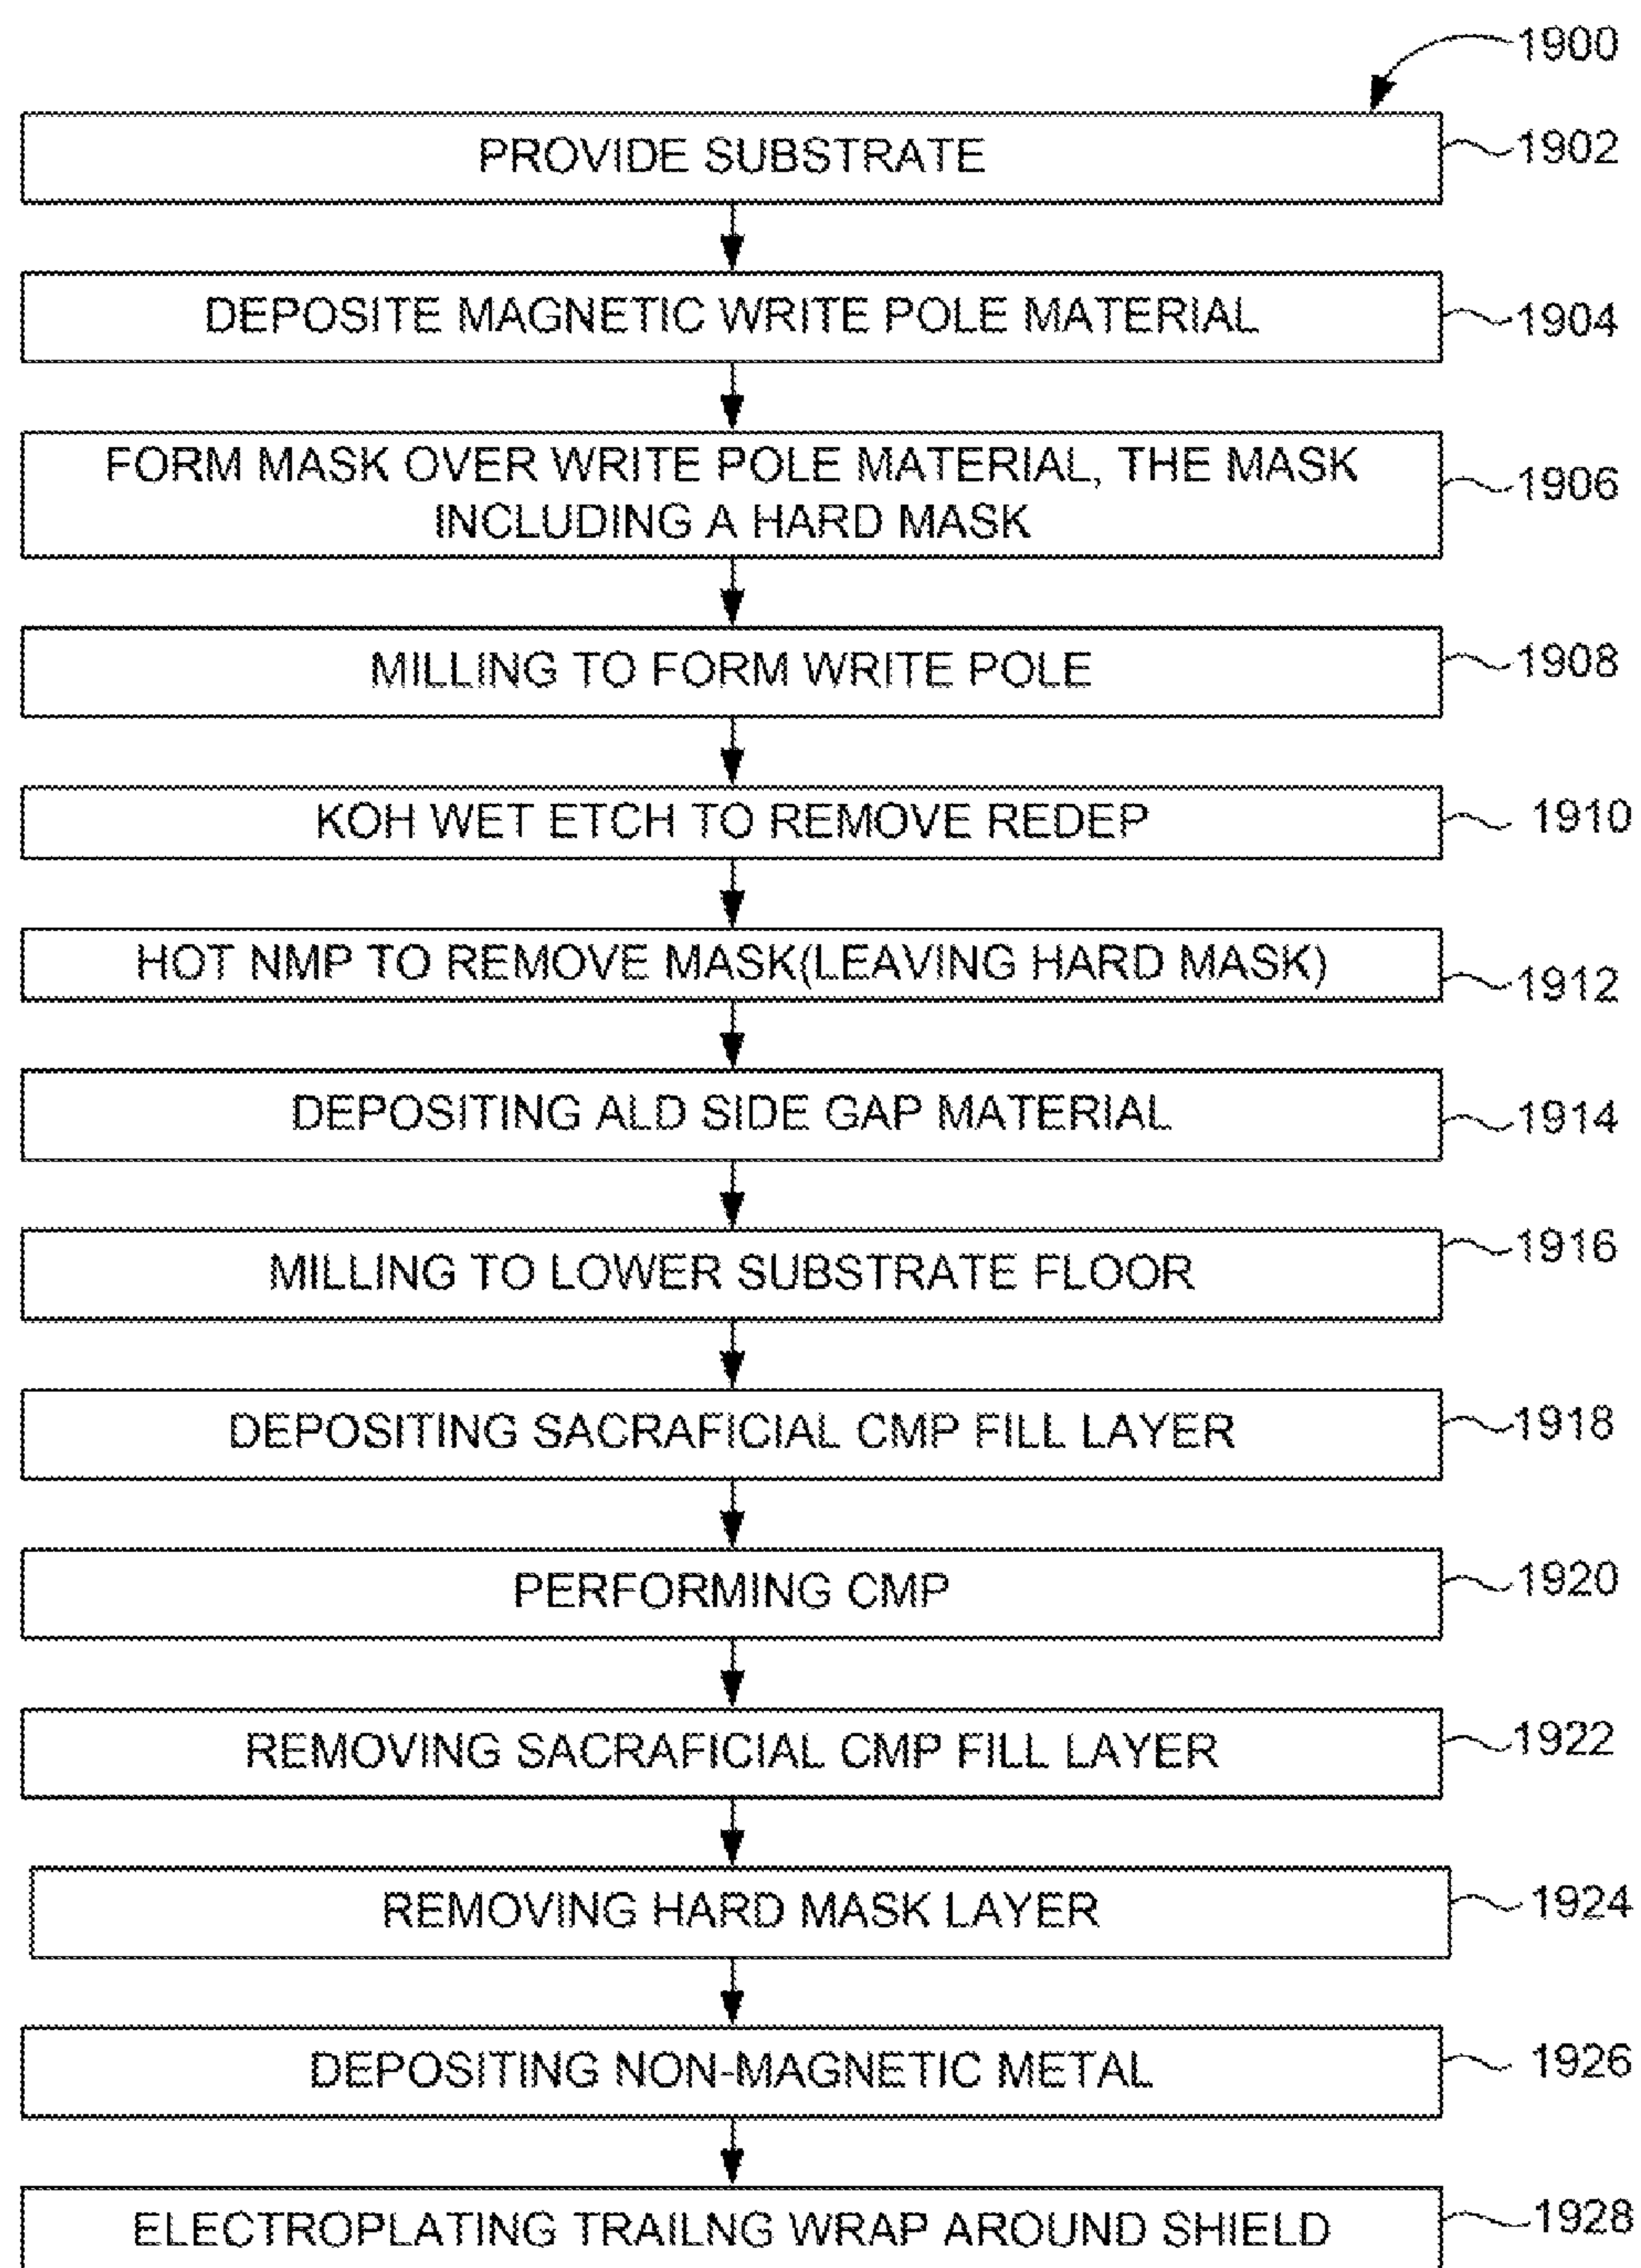 1900
PROVIDE SUBSTRATE 1902
DEPOSITE MAGNETIC WRITE POLE MATERIAL 1904
FORM MASK OVER WRITE POLE MATERIAL, THE MASK
INCLUDING A HARD MASK 1906
MILLING TO FORM WRITE POLE 1908
KOH WET ETCH TO REMOVE REDEP 1910
HOT NMP TO REMOVE MASK(LEAVING HARD MASK) 1912
DEPOSITING ALD SIDE GAP MATERIAL 1914
MILLING TO LOWER SUBSTRATE FLOOR 1916
DEPOSITING SACRAFICIAL CMP FILL LAYER 1918
PERFORMING CMP 1920
REMOVING SACRAFICIAL CMP FILL LAYER 1922
REMOVING HARD MASK LAYER 1924
DEPOSITING NON-MAGNETIC METAL 1926
ELECTROPLATING TRAILNG WRAP AROUND SHIELD 1928